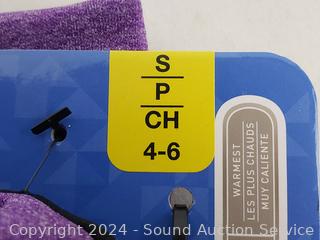 S
P
CH
4-6
WARMEST
LES PLUS CHAUDS
MUY CALIENTE
Copyright 2024 - Sound Auction Service